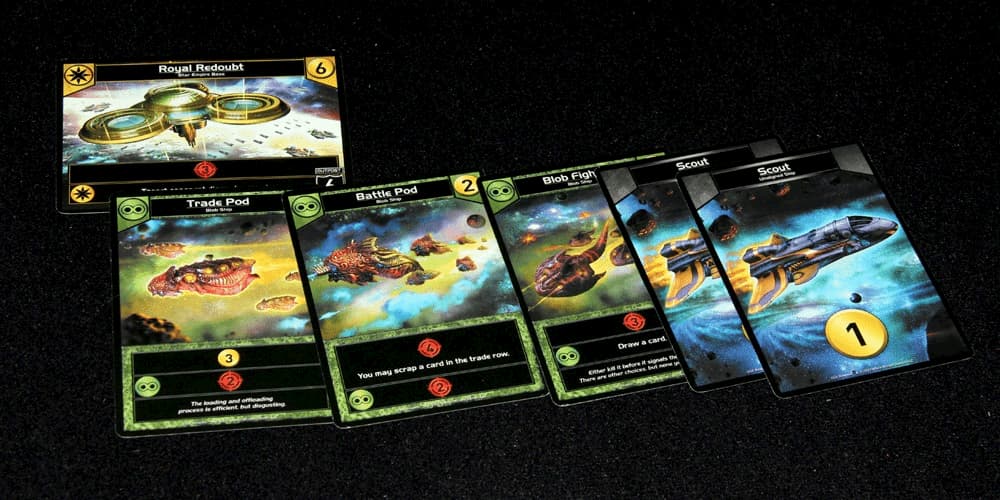 Royal Redoubt
Star Empire Base
6
3
OUTPOST
Trade Pod
Blob Ship
3
2
The loading and offloading
process is efficient, but disgusting.
Battle Pod
Blob Ship
2
4
You may scrap a card in the trade row.
2
Blob Figh
Blob Ship
3
Draw a card.
Either kill it before it signals the
There are other choices, but none
Scout
Scout
Unaligned Ship
1